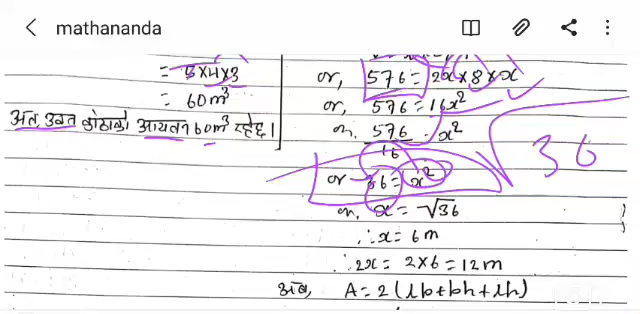 mathananda
= 5×4×3
= 60m³
अतः उक्त कोठाको आयतन 60m³ रहेछ।
or, 576 = 2x×8×x
or, 576 = 16x²
or, 576/16 = x²
or 36 = x²
or, x = √36
∴ x = 6m
∴ 2x = 2×6 = 12m
अब, A = 2(lb+bh+lh)
√36